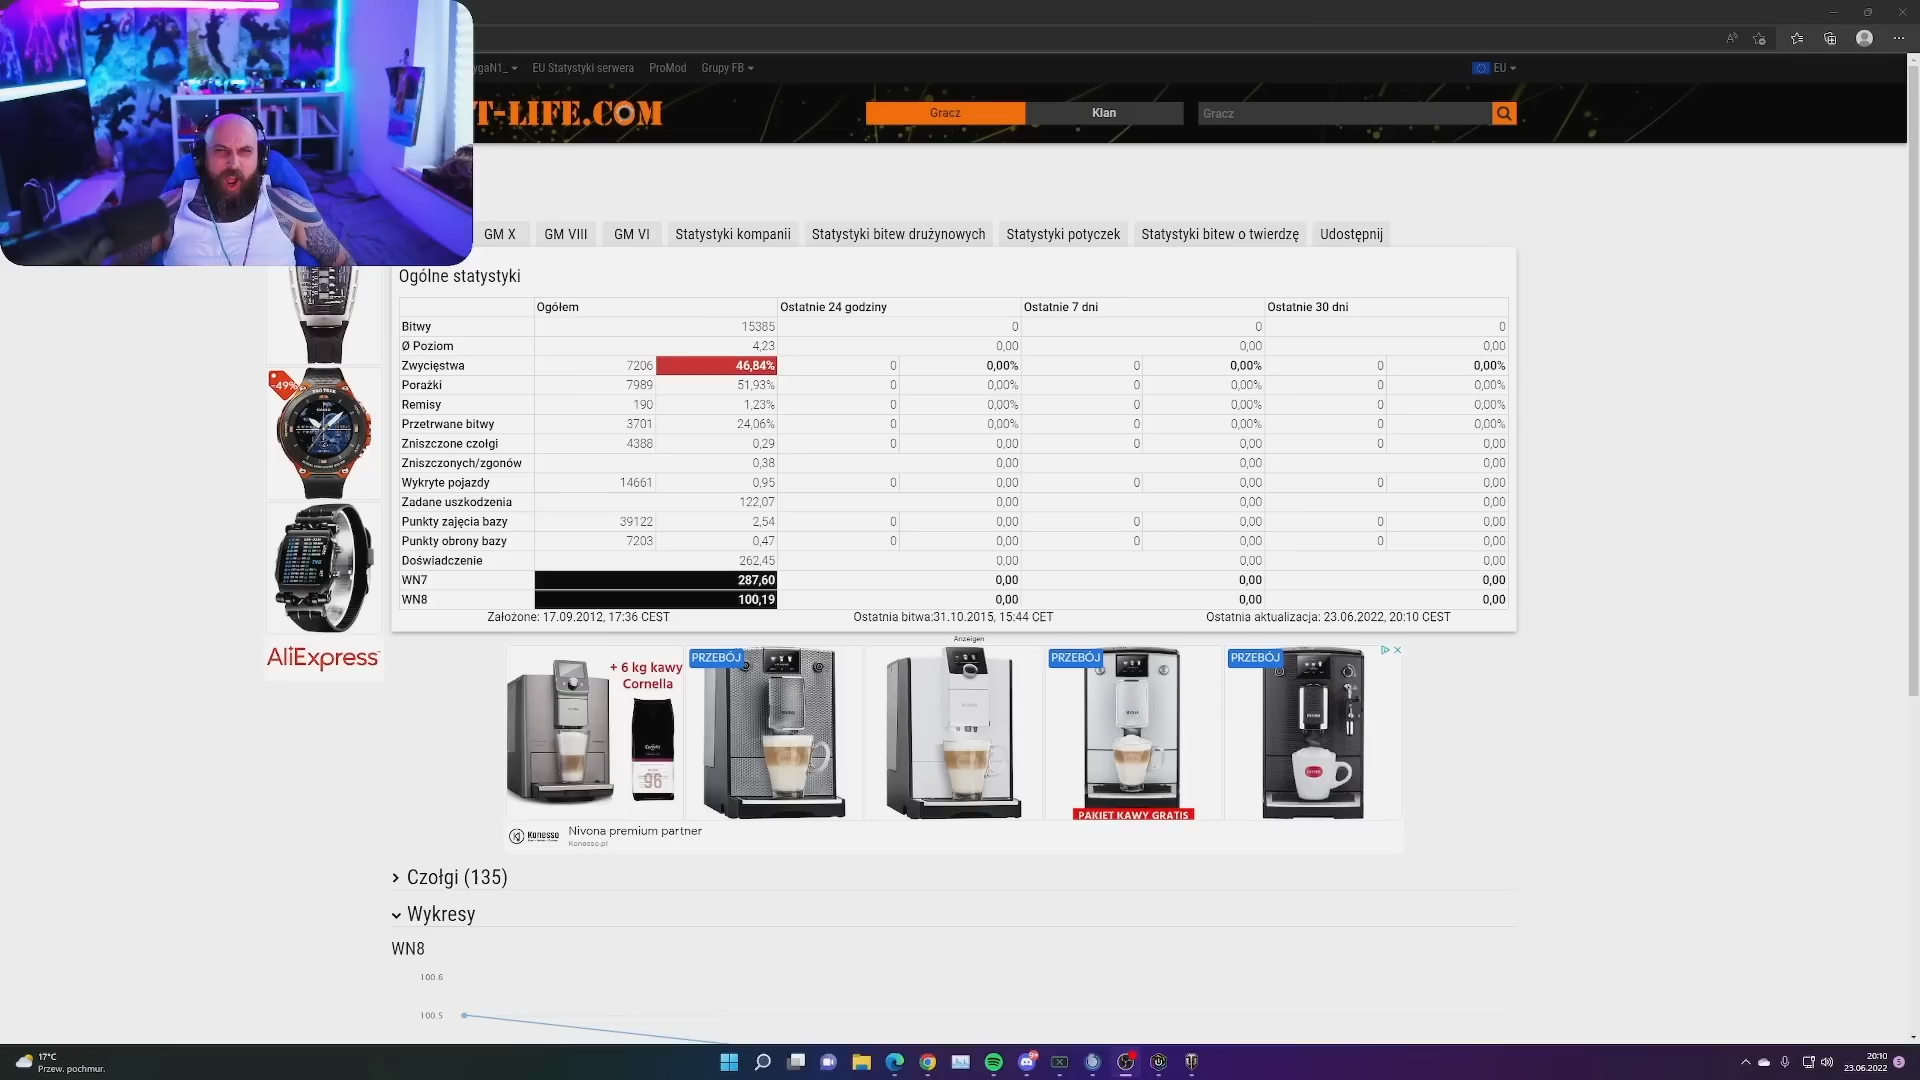 ygaN1_ EU Statystyki serwera ProMod Grupy FB EU
T-LIFE.COM Gracz Klan Gracz
GM X GM VIII GM VI Statystyki kompanii Statystyki bitew drużynowych Statystyki potyczek Statystyki bitew o twierdzę Udostępnij
Ogólne statystyki
Ogółem Ostatnie 24 godziny Ostatnie 7 dni Ostatnie 30 dni
Bitwy 15385 0 0 0
Ø Poziom 4,23 0,00 0,00 0,00
Zwycięstwa 7206 46,84% 0 0,00% 0 0,00% 0 0,00%
Porażki 7989 51,93% 0 0,00% 0 0,00% 0 0,00%
Remisy 190 1,23% 0 0,00% 0 0,00% 0 0,00%
Przetrwane bitwy 3701 24,06% 0 0,00% 0 0,00% 0 0,00%
Zniszczone czołgi 4388 0,29 0 0,00 0 0,00 0 0,00
Zniszczonych/zgonów 0,38 0,00 0,00 0,00
Wykryte pojazdy 14661 0,95 0 0,00 0 0,00 0 0,00
Zadane uszkodzenia 122,07 0,00 0,00 0,00
Punkty zajęcia bazy 39122 2,54 0 0,00 0 0,00 0 0,00
Punkty obrony bazy 7203 0,47 0 0,00 0 0,00 0 0,00
Doświadczenie 262,45 0,00 0,00 0,00
WN7 287,60 0,00 0,00 0,00
WN8 100,19 0,00 0,00 0,00
Założone: 17.09.2012, 17:36 CEST Ostatnia bitwa:31.10.2015, 15:44 CET Ostatnia aktualizacja: 23.06.2022, 20:10 CEST
-49%
AliExpress
Anzeigen
+ 6 kg kawy
Cornella
96
PRZEBÓJ
PRZEBÓJ
PAKIET KAWY GRATIS
PRZEBÓJ
Konesso
Nivona premium partner
Konesso.pl
Czołgi (135)
Wykresy
WN8
100.6
100.5
17°C
Przew. pochmur.
20:10
23.06.2022
5